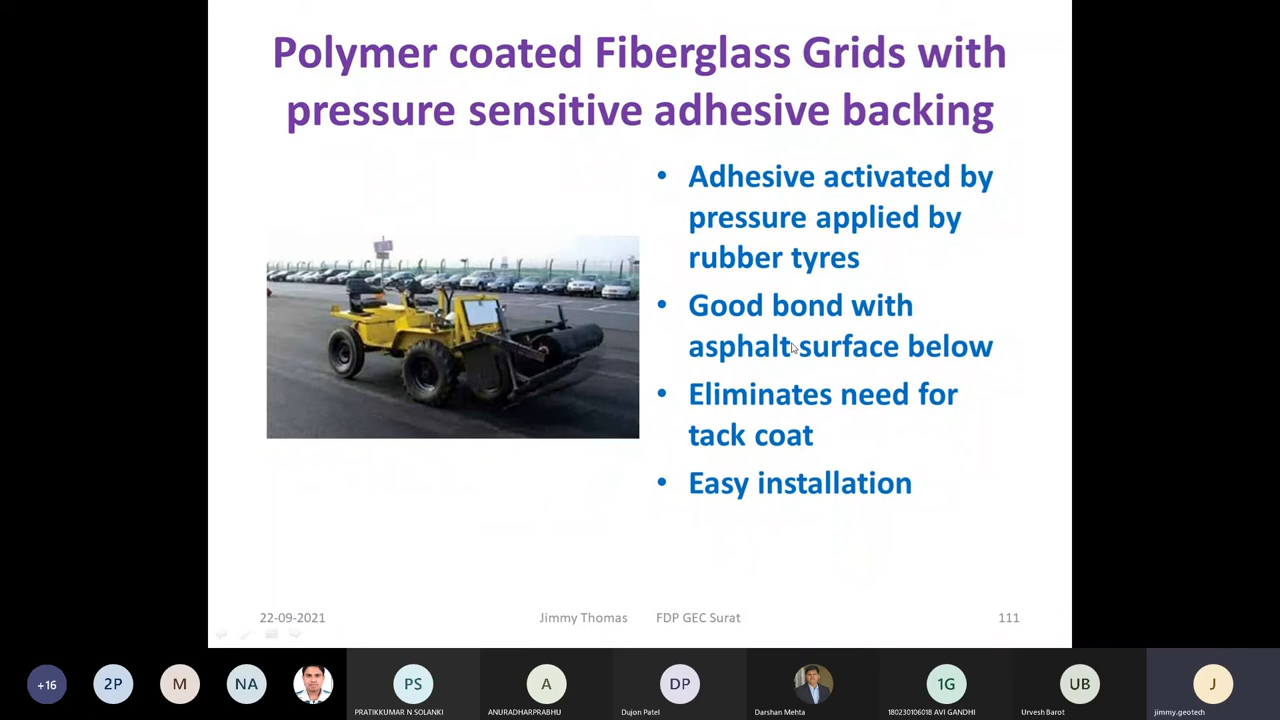 Polymer coated Fiberglass Grids with
pressure sensitive adhesive backing
• Adhesive activated by
pressure applied by
rubber tyres
• Good bond with
asphalt surface below
• Eliminates need for
tack coat
• Easy installation
22-09-2021 Jimmy Thomas FDP GEC Surat 111
+16 2P M NA PS A DP 1G UB J
PRATIKKUMAR N SOLANKI ANURADHARPRABHU Dujon Patel Darshan Mehta 180230106018 AVI GANDHI Urvesh Barot jimmy.geotech